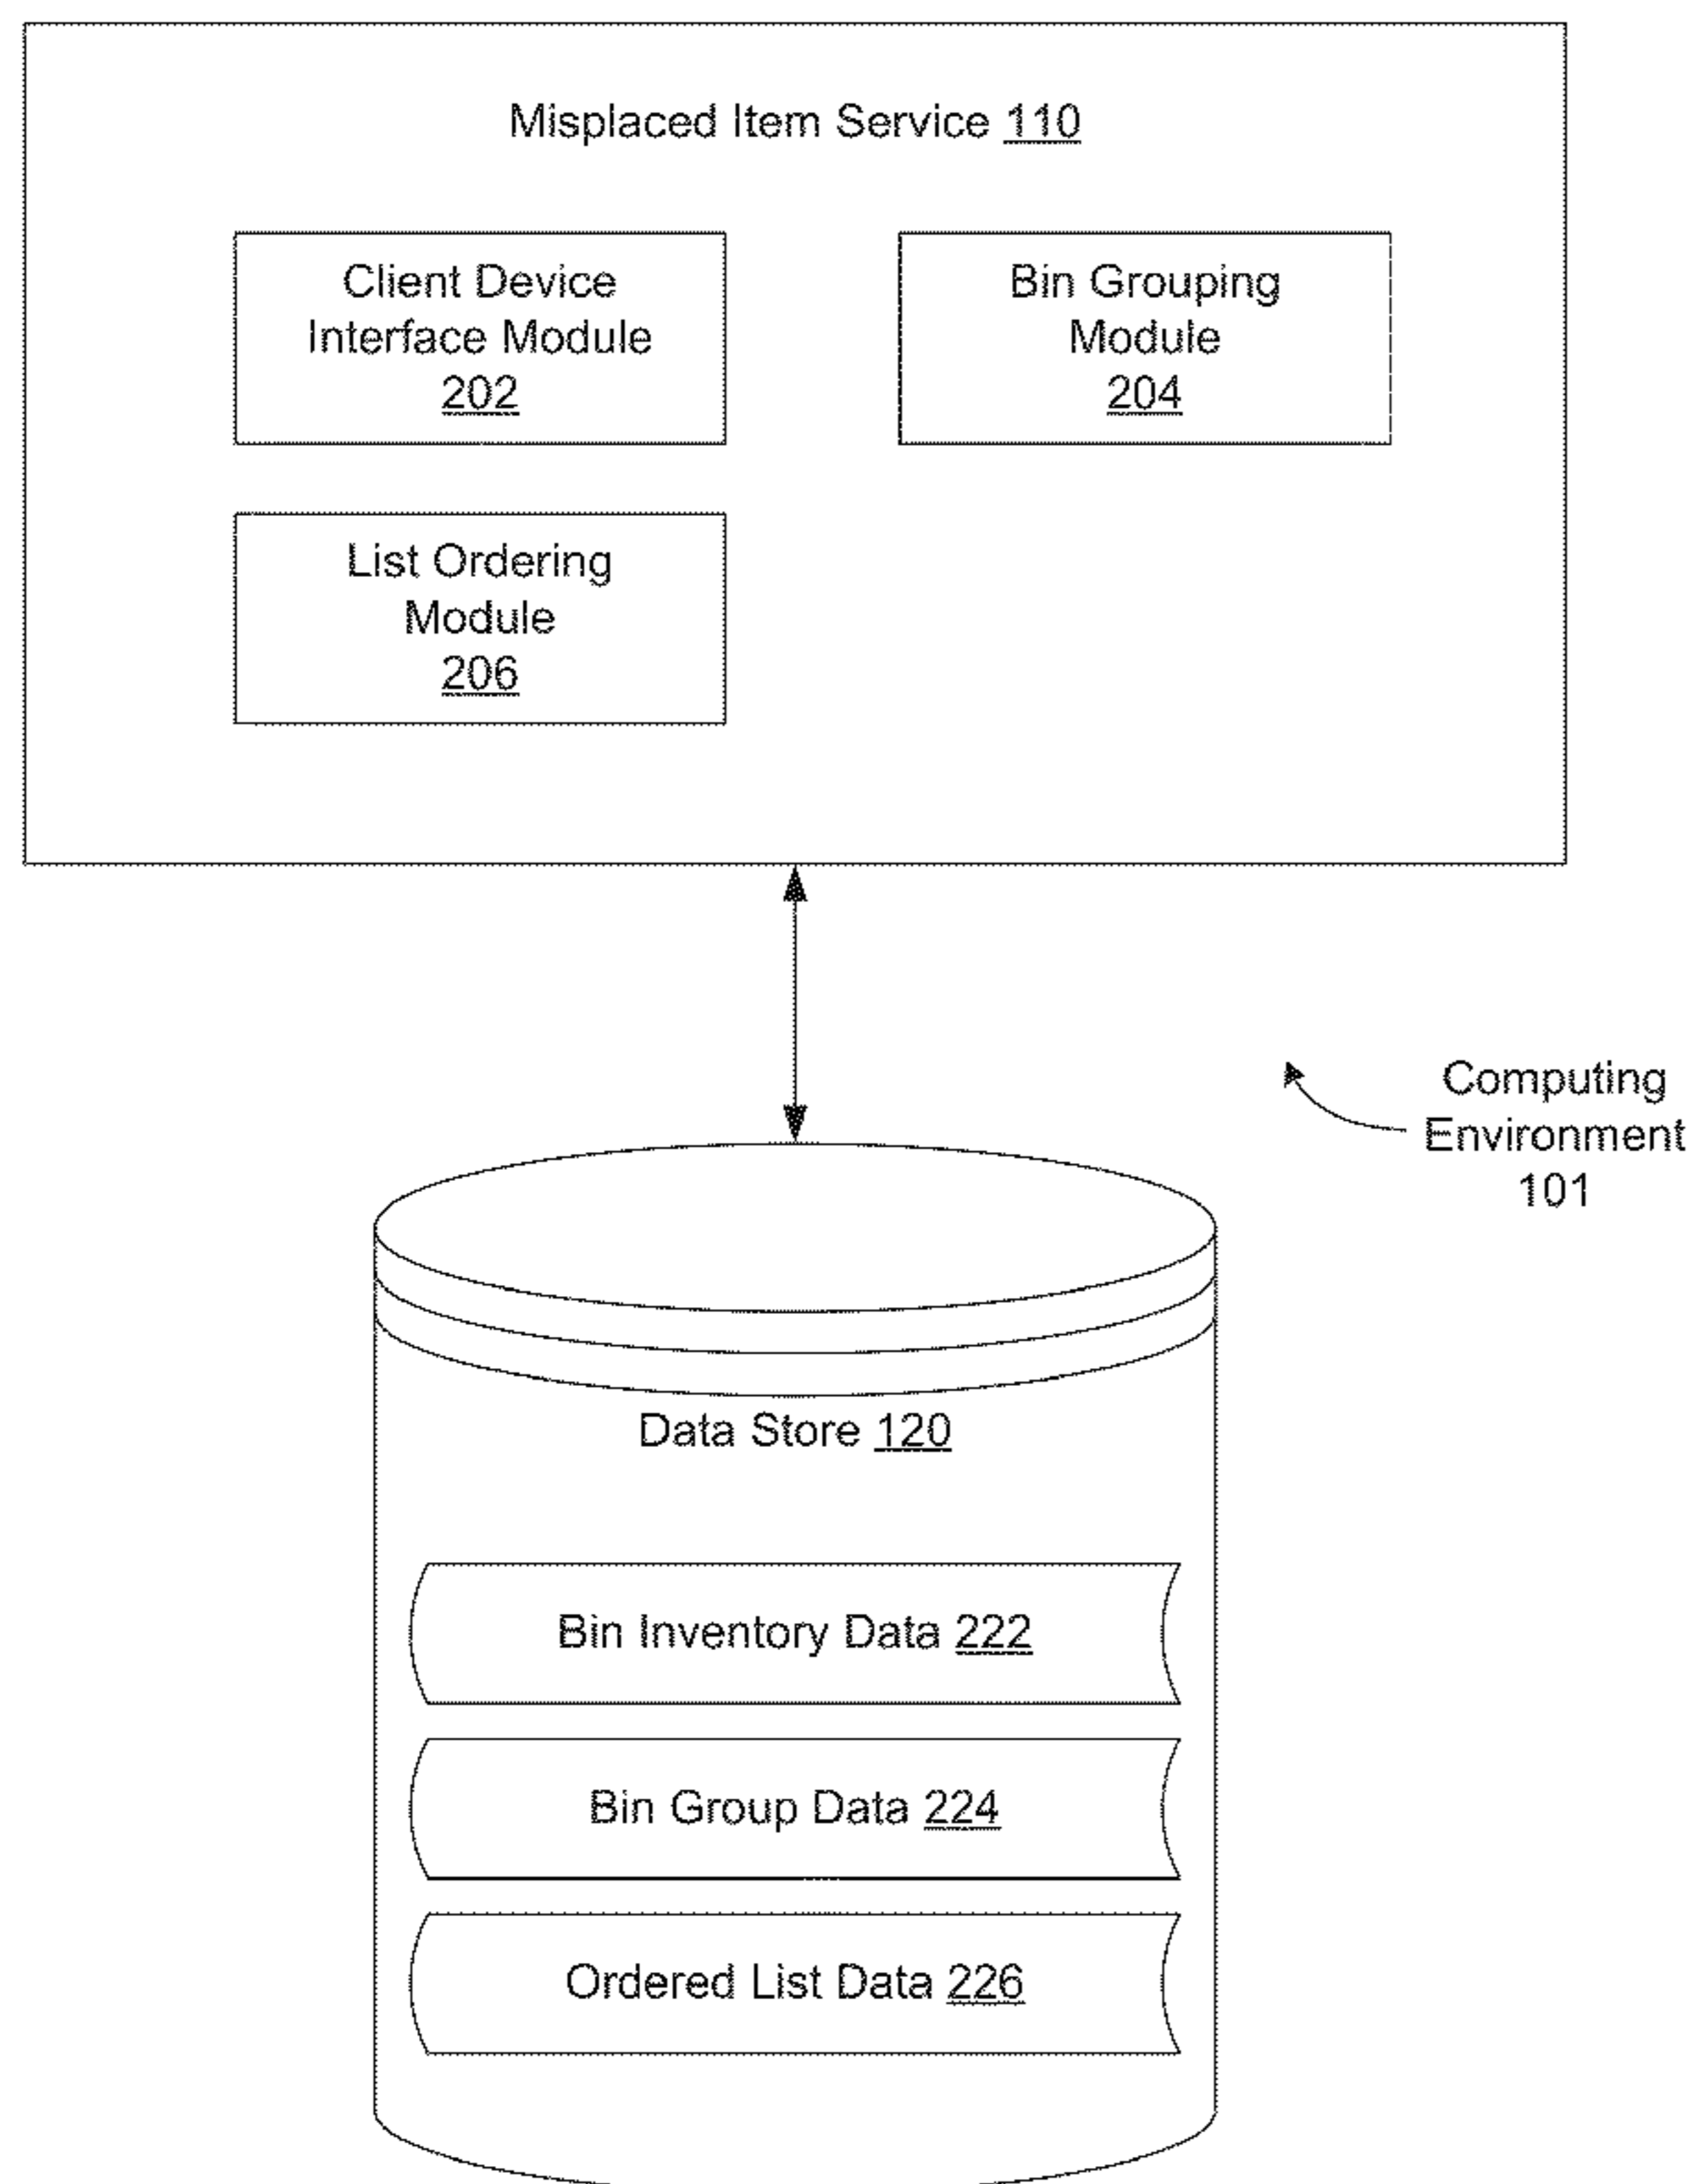 Misplaced Item Service 110
Client Device
Interface Module
202
Bin Grouping
Module
204
List Ordering
Module
206
Computing
Environment
101
Data Store 120
Bin Inventory Data 222
Bin Group Data 224
Ordered List Data 226